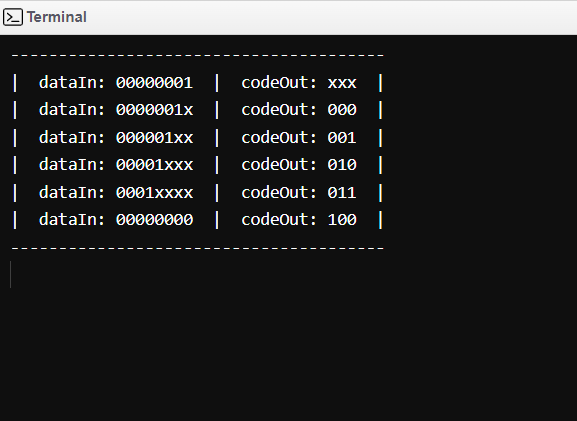 Terminal
---------------------------------------
|  dataIn: 00000001  |  codeOut: xxx  |
|  dataIn: 0000001x  |  codeOut: 000  |
|  dataIn: 000001xx  |  codeOut: 001  |
|  dataIn: 00001xxx  |  codeOut: 010  |
|  dataIn: 0001xxxx  |  codeOut: 011  |
|  dataIn: 00000000  |  codeOut: 100  |
---------------------------------------